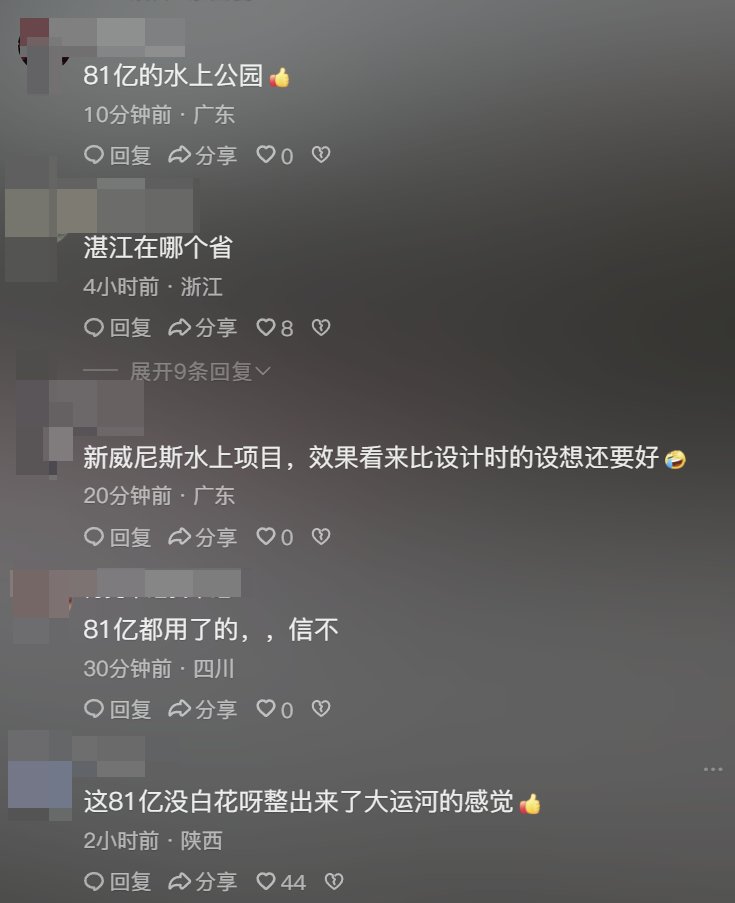 81亿的水上公园👍
10分钟前 · 广东
回复 分享 0
湛江在哪个省
4小时前 · 浙江
回复 分享 8
展开9条回复
新威尼斯水上项目，效果看来比设计时的设想还要好🤣
20分钟前 · 广东
回复 分享 0
81亿都用了的，，信不
30分钟前 · 四川
回复 分享 0
这81亿没白花呀整出来了大运河的感觉👍
2小时前 · 陕西
回复 分享 44